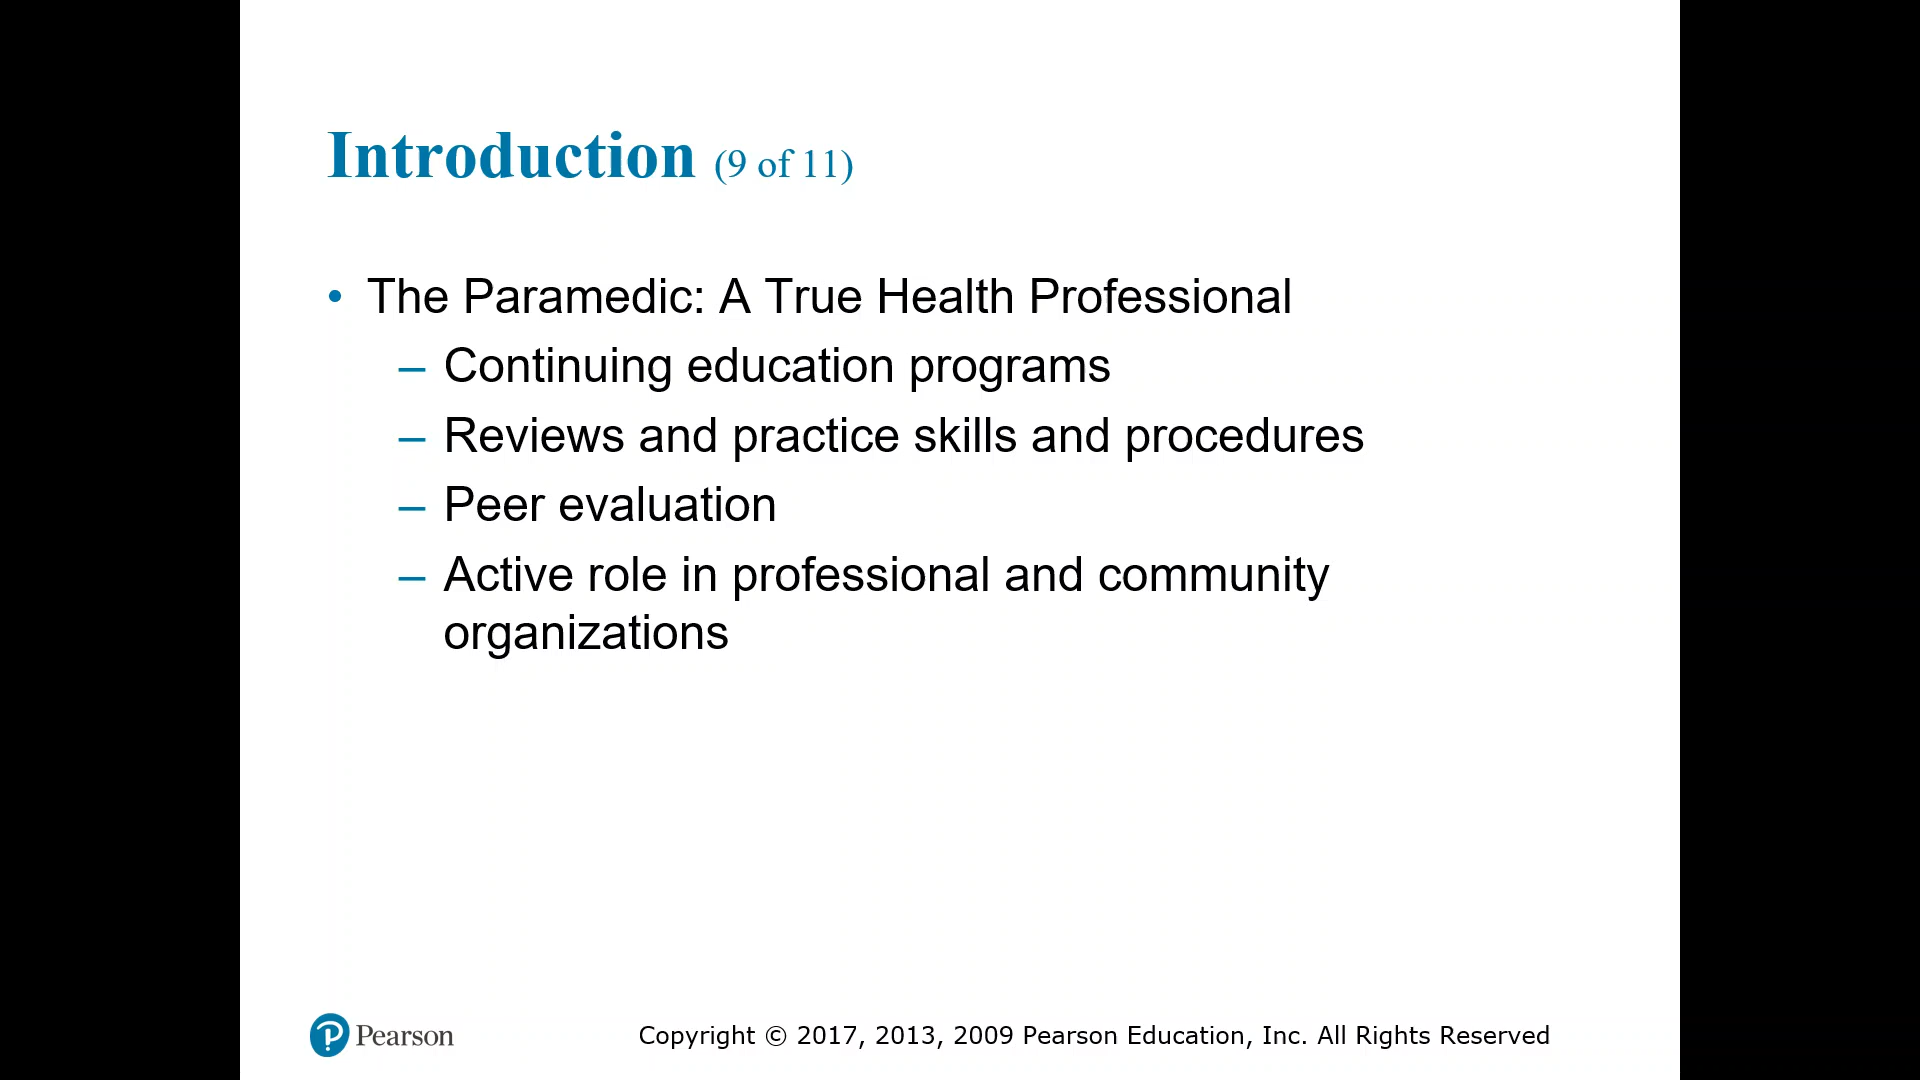 Introduction (9 of 11)
• The Paramedic: A True Health Professional
– Continuing education programs
– Reviews and practice skills and procedures
– Peer evaluation
– Active role in professional and community
organizations
Pearson
Copyright © 2017, 2013, 2009 Pearson Education, Inc. All Rights Reserved